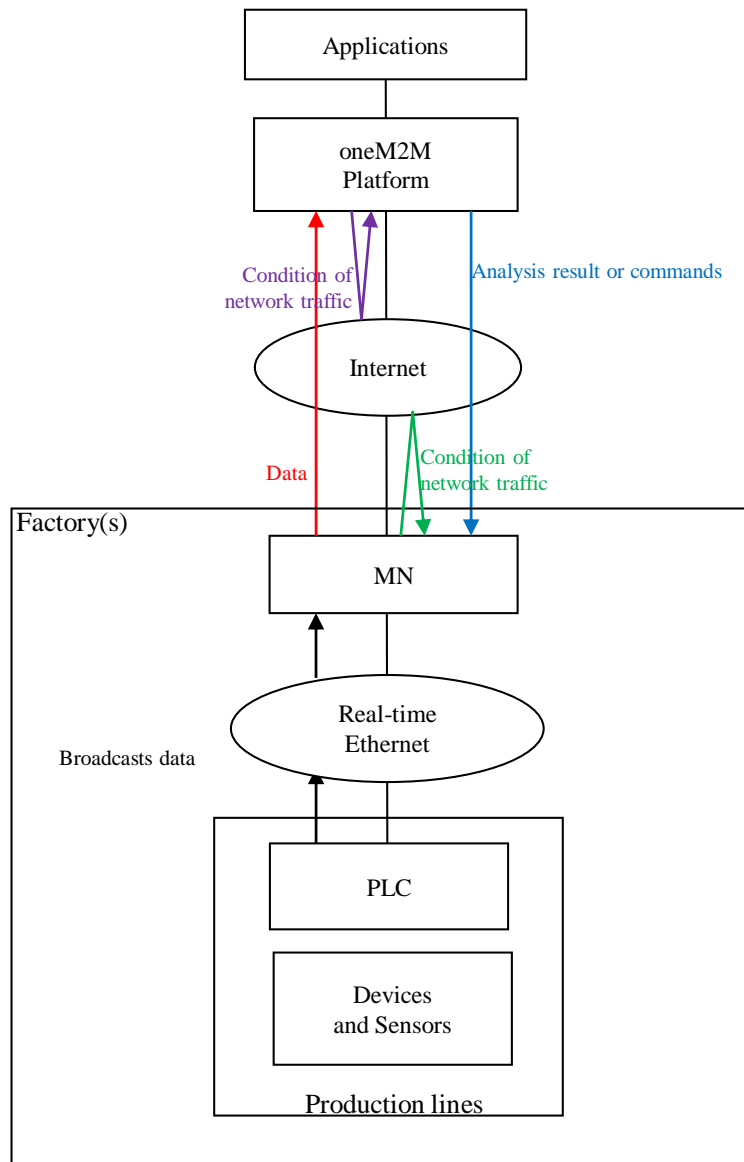 Applications
oneM2M
Platform
Condition of
network traffic
Analysis result or commands
Internet
Data
Condition of
network traffic
Factory(s)
MN
Real-time
Ethernet
Broadcasts data
PLC
Devices
and Sensors
Production lines